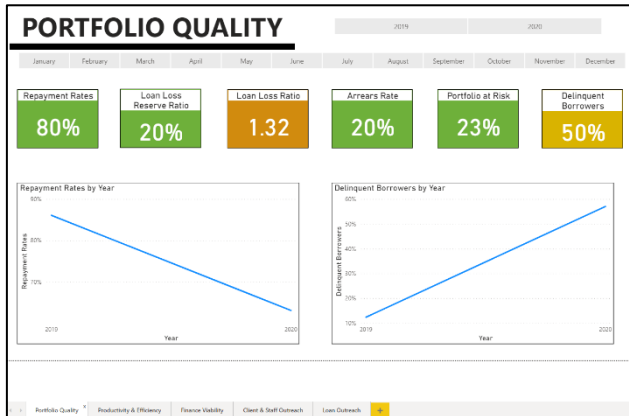 PORTFOLIO QUALITY
2019 2020
January February March April May June July August September October November December
Repayment Rates
80%
Loan Loss
Reserve Ratio
20%
Loan Loss Ratio
1.32
Arrears Rate
20%
Portfolio at Risk
23%
Delinquent
Borrowers
50%
Repayment Rates by Year
90%
80%
70%
Repayment Rates
2019 2020
Year
Delinquent Borrowers by Year
60%
50%
40%
30%
20%
10%
Delinquent Borrowers
2019 2020
Year
Portfolio Quality Productivity & Efficiency Finance Viability Client & Staff Outreach Loan Outreach +